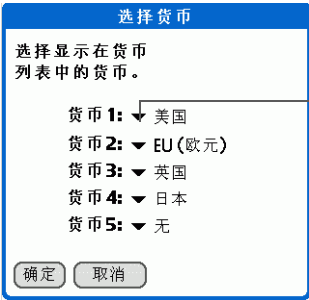 选择货币
选择显示在货币
列表中的货币。
货币1: 美国
货币2: EU(欧元)
货币3: 英国
货币4: 日本
货币5: 无
确定 取消